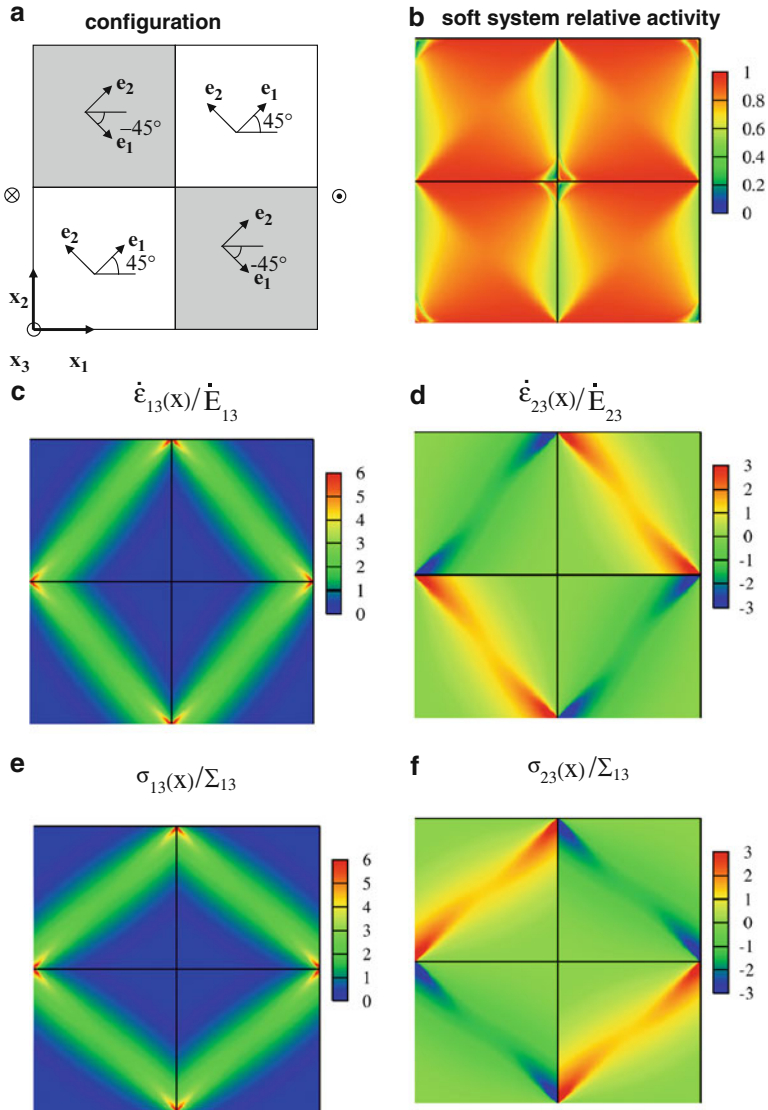 a configuration
e2
−45°
e1
e2 e1
45°
e2 e1
45°
e2
-45°
e1
x2
x3 x1
b soft system relative activity
1
0.8
0.6
0.4
0.2
0
c ε̇13(x)/Ė13
6
5
4
3
2
1
0
d ε̇23(x)/Ė23
3
2
1
0
-1
-2
-3
e σ13(x)/Σ13
6
5
4
3
2
1
0
f σ23(x)/Σ13
3
2
1
0
-1
-2
-3